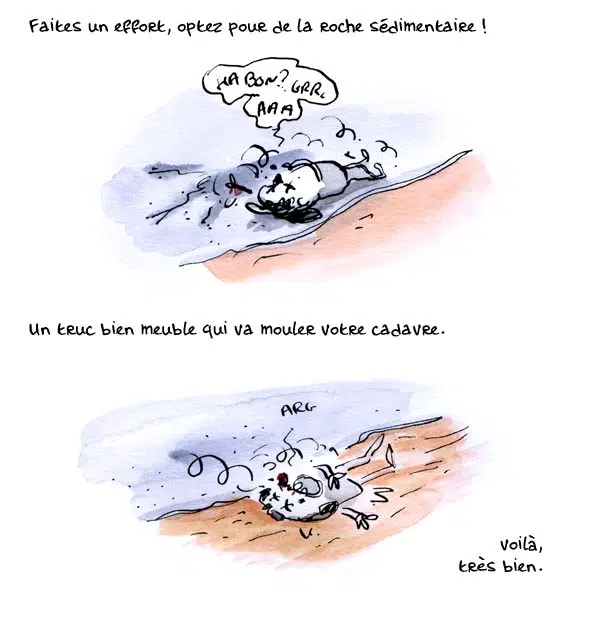 Faites un effort, optez pour de la roche sédimentaire !
HA BON? GRR,
AAA
ARG
Un truc bien meuble qui va mouler votre cadavre.
ARG
Voilà,
très bien.